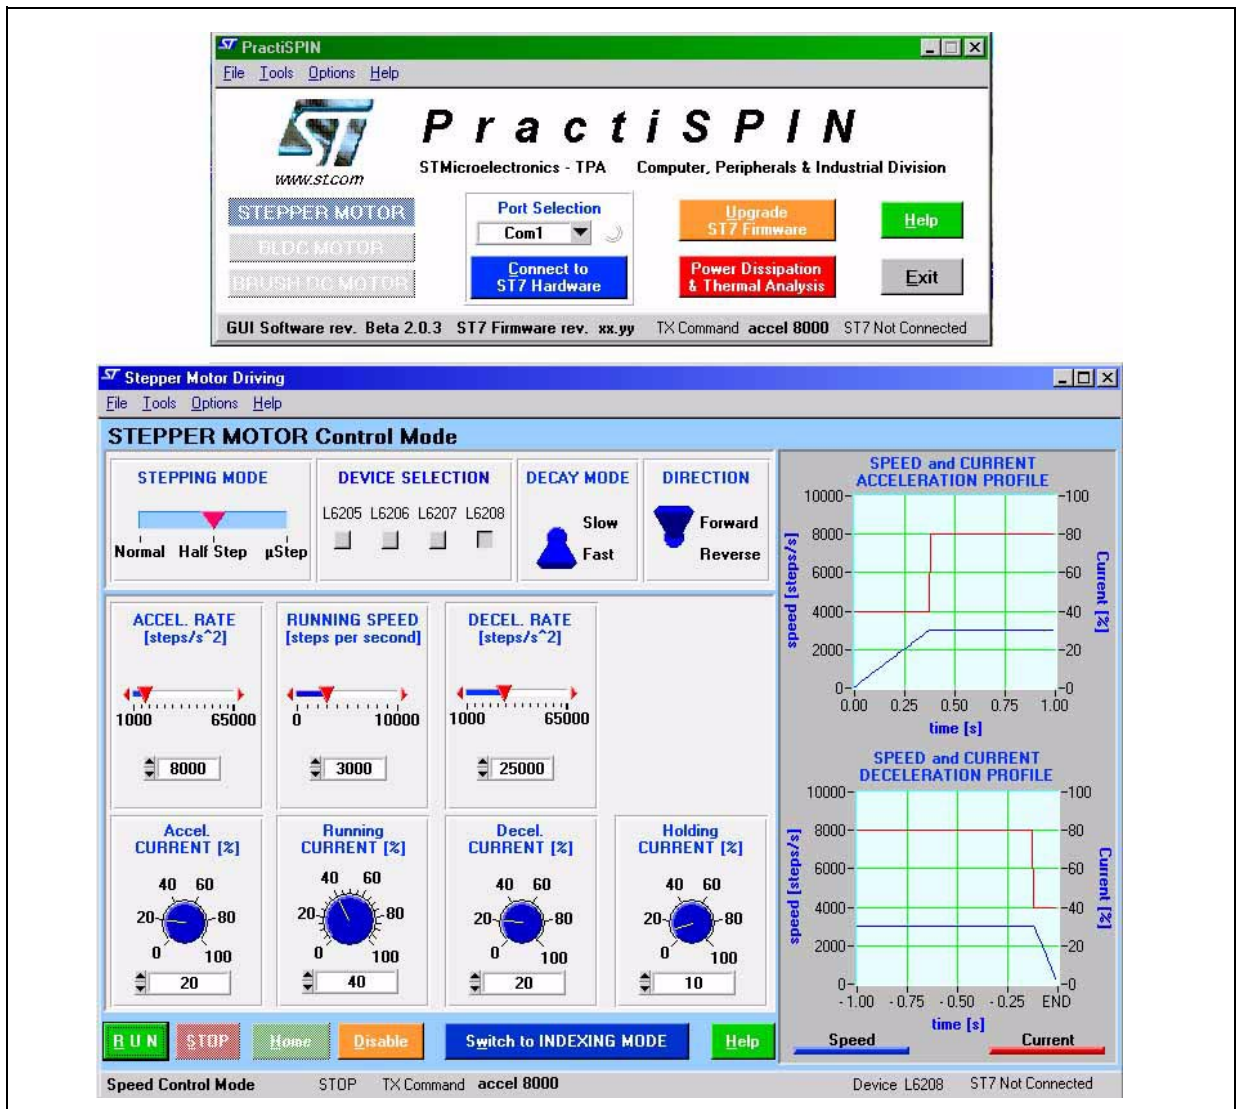 PractiSPIN
File Tools Options Help
ST
www.st.com
PractiSPIN
STMicroelectronics - TPA Computer, Peripherals & Industrial Division
STEPPER MOTOR
BLDC MOTOR
BRUSH DC MOTOR
Port Selection
Com1
Connect to
ST7 Hardware
Upgrade
ST7 Firmware
Power Dissipation
& Thermal Analysis
Help
Exit
GUI Software rev. Beta 2.0.3 ST7 Firmware rev. xx.yy TX Command accel 8000 ST7 Not Connected
Stepper Motor Driving
File Tools Options Help
STEPPER MOTOR Control Mode
STEPPING MODE
Normal Half Step µStep
DEVICE SELECTION
L6205 L6206 L6207 L6208
DECAY MODE
Slow
Fast
DIRECTION
Forward
Reverse
ACCEL. RATE
[steps/s^2]
1000 65000
8000
RUNNING SPEED
[steps per second]
0 10000
3000
DECEL. RATE
[steps/s^2]
1000 65000
25000
Accel.
CURRENT [%]
40 60
20 80
0 100
20
Running
CURRENT [%]
40 60
20 80
0 100
40
Decel.
CURRENT [%]
40 60
20 80
0 100
20
Holding
CURRENT [%]
40 60
20 80
0 100
10
SPEED and CURRENT
ACCELERATION PROFILE
speed [steps/s]
10000
8000
6000
4000
2000
0
100
80
60
40
20
0
Current [%]
0.00 0.25 0.50 0.75 1.00
time [s]
SPEED and CURRENT
DECELERATION PROFILE
speed [steps/s]
10000
8000
6000
4000
2000
0
100
80
60
40
20
0
Current [%]
-1.00 -0.75 -0.50 -0.25 END
time [s]
Speed Current
RUN STOP Home Disable Switch to INDEXING MODE Help
Speed Control Mode STOP TX Command accel 8000 Device L6208 ST7 Not Connected